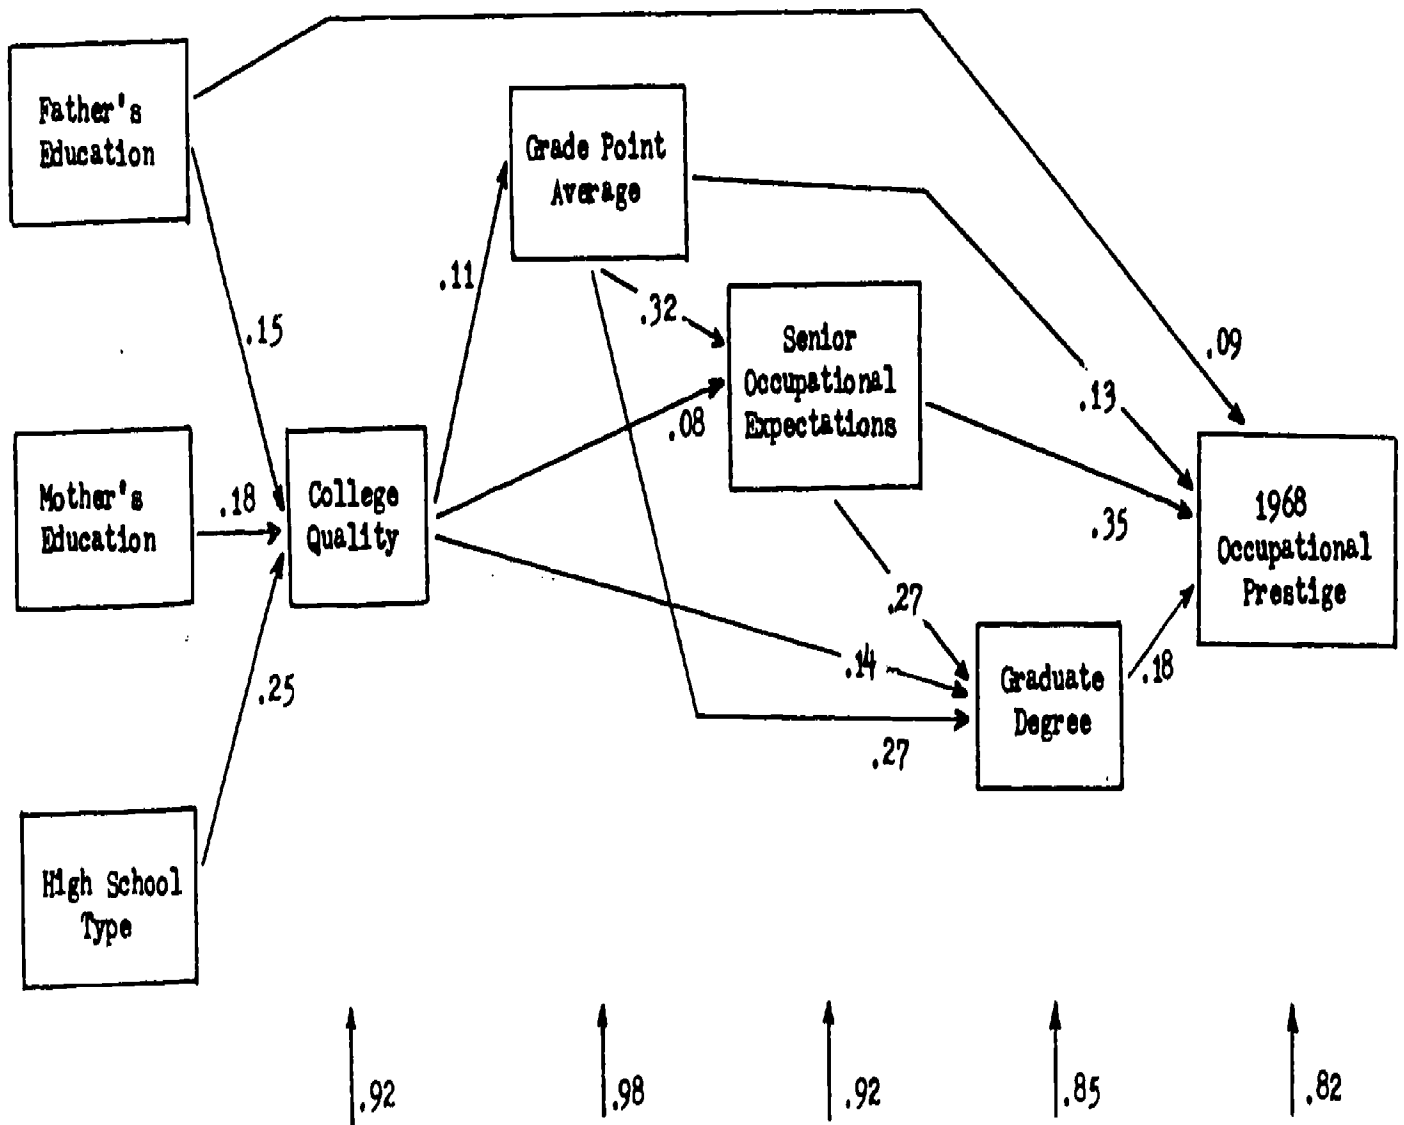 Father's
Education
Grade Point
Average
.11
.32
.15
Senior
Occupational
Expectations
.09
.13
.08
Mother's
Education
.18
College
Quality
.35
1968
Occupational
Prestige
.27
.14
.18
Graduate
Degree
.25
.27
High School
Type
.92
.98
.92
.85
.82